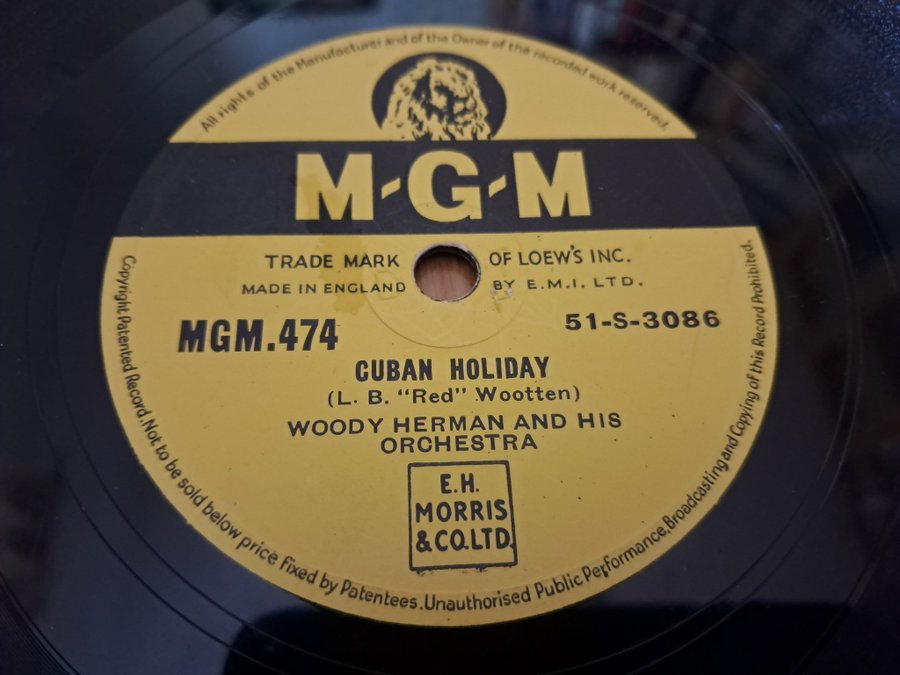 All rights of the Manufacturer and of the Owner of the recorded work reserved.
M-G-M
TRADE MARK OF LOEW'S INC.
MADE IN ENGLAND BY E.M.I. LTD.
MGM.474
51-S-3086
CUBAN HOLIDAY
(L. B. "Red" Wootten)
WOODY HERMAN AND HIS
ORCHESTRA
E.H.
MORRIS
& CO.LTD.
Copyright Patented Record.Not to be sold below price fixed by Patentees.Unauthorised Public Performance,Broadcasting and Copying of this Record Prohibited.